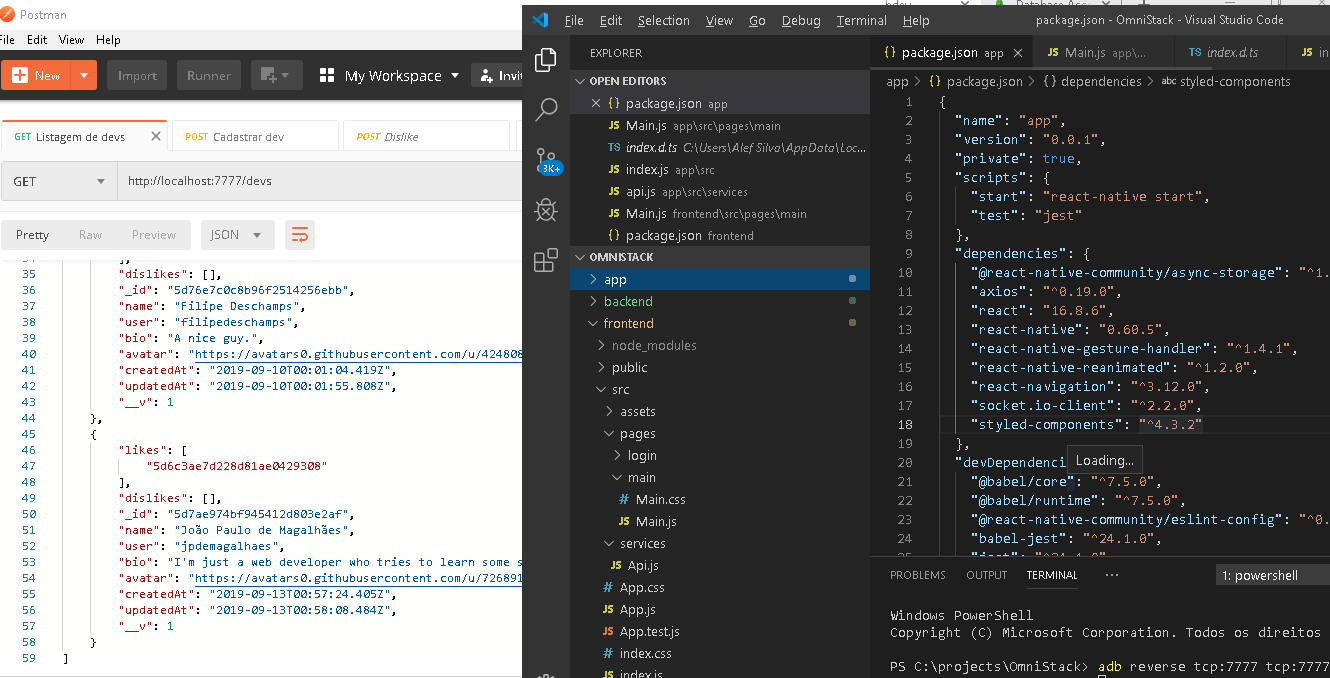 Postman
File Edit View Help
New Import Runner My Workspace Invi
GET Listagem de devs POST Cadastrar dev POST Dislike
GET http://localhost:7777/devs
Pretty Raw Preview JSON
35 "dislikes": [],
36 "_id": "5d76e7c0c8b96f2514256ebb",
37 "name": "Filipe Deschamps",
38 "user": "filipedeschamps",
39 "bio": "A nice guy.",
40 "avatar": "https://avatars0.githubusercontent.com/u/424808
41 "createdAt": "2019-09-10T00:01:04.419Z",
42 "updatedAt": "2019-09-10T00:01:55.808Z",
43 "__v": 1
44 },
45 {
46 "likes": [
47 "5d6c3ae7d228d81ae0429308"
48 ],
49 "dislikes": [],
50 "_id": "5d7ae974bf945412d803e2af",
51 "name": "João Paulo de Magalhães",
52 "user": "jpdemagalhaes",
53 "bio": "I'm just a web developer who tries to learn some s
54 "avatar": "https://avatars0.githubusercontent.com/u/726891
55 "createdAt": "2019-09-13T00:57:24.405Z",
56 "updatedAt": "2019-09-13T00:58:08.484Z",
57 "__v": 1
58 }
59 ]
File Edit Selection View Go Debug Terminal Help package.json - OmniStack - Visual Studio Code
3K+
EXPLORER
OPEN EDITORS
{} package.json app
JS Main.js app\src\pages\main
TS index.d.ts C:\Users\Alef Silva\AppData\Loc...
JS index.js app\src
JS api.js app\src\services
JS Main.js frontend\src\pages\main
{} package.json frontend
OMNISTACK
app
backend
frontend
node_modules
public
src
assets
pages
login
main
# Main.css
JS Main.js
services
JS Api.js
# App.css
JS App.js
JS App.test.js
# index.css
JS index.js
{} package.json app JS Main.js app\... TS index.d.ts JS in
app > {} package.json > {} dependencies > abc styled-components
1 {
2 "name": "app",
3 "version": "0.0.1",
4 "private": true,
5 "scripts": {
6 "start": "react-native start",
7 "test": "jest"
8 },
9 "dependencies": {
10 "@react-native-community/async-storage": "^1.
11 "axios": "^0.19.0",
12 "react": "16.8.6",
13 "react-native": "0.60.5",
14 "react-native-gesture-handler": "^1.4.1",
15 "react-native-reanimated": "^1.2.0",
16 "react-navigation": "^3.12.0",
17 "socket.io-client": "^2.2.0",
18 "styled-components": "^4.3.2"
19 },
20 "devDependenci Loading...
21 "@babel/core": "^7.5.0",
22 "@babel/runtime": "^7.5.0",
23 "@react-native-community/eslint-config": "^0.
24 "babel-jest": "^24.1.0",
PROBLEMS OUTPUT TERMINAL ... 1: powershell
Windows PowerShell
Copyright (C) Microsoft Corporation. Todos os direitos
PS C:\projects\OmniStack> adb reverse tcp:7777 tcp:7777